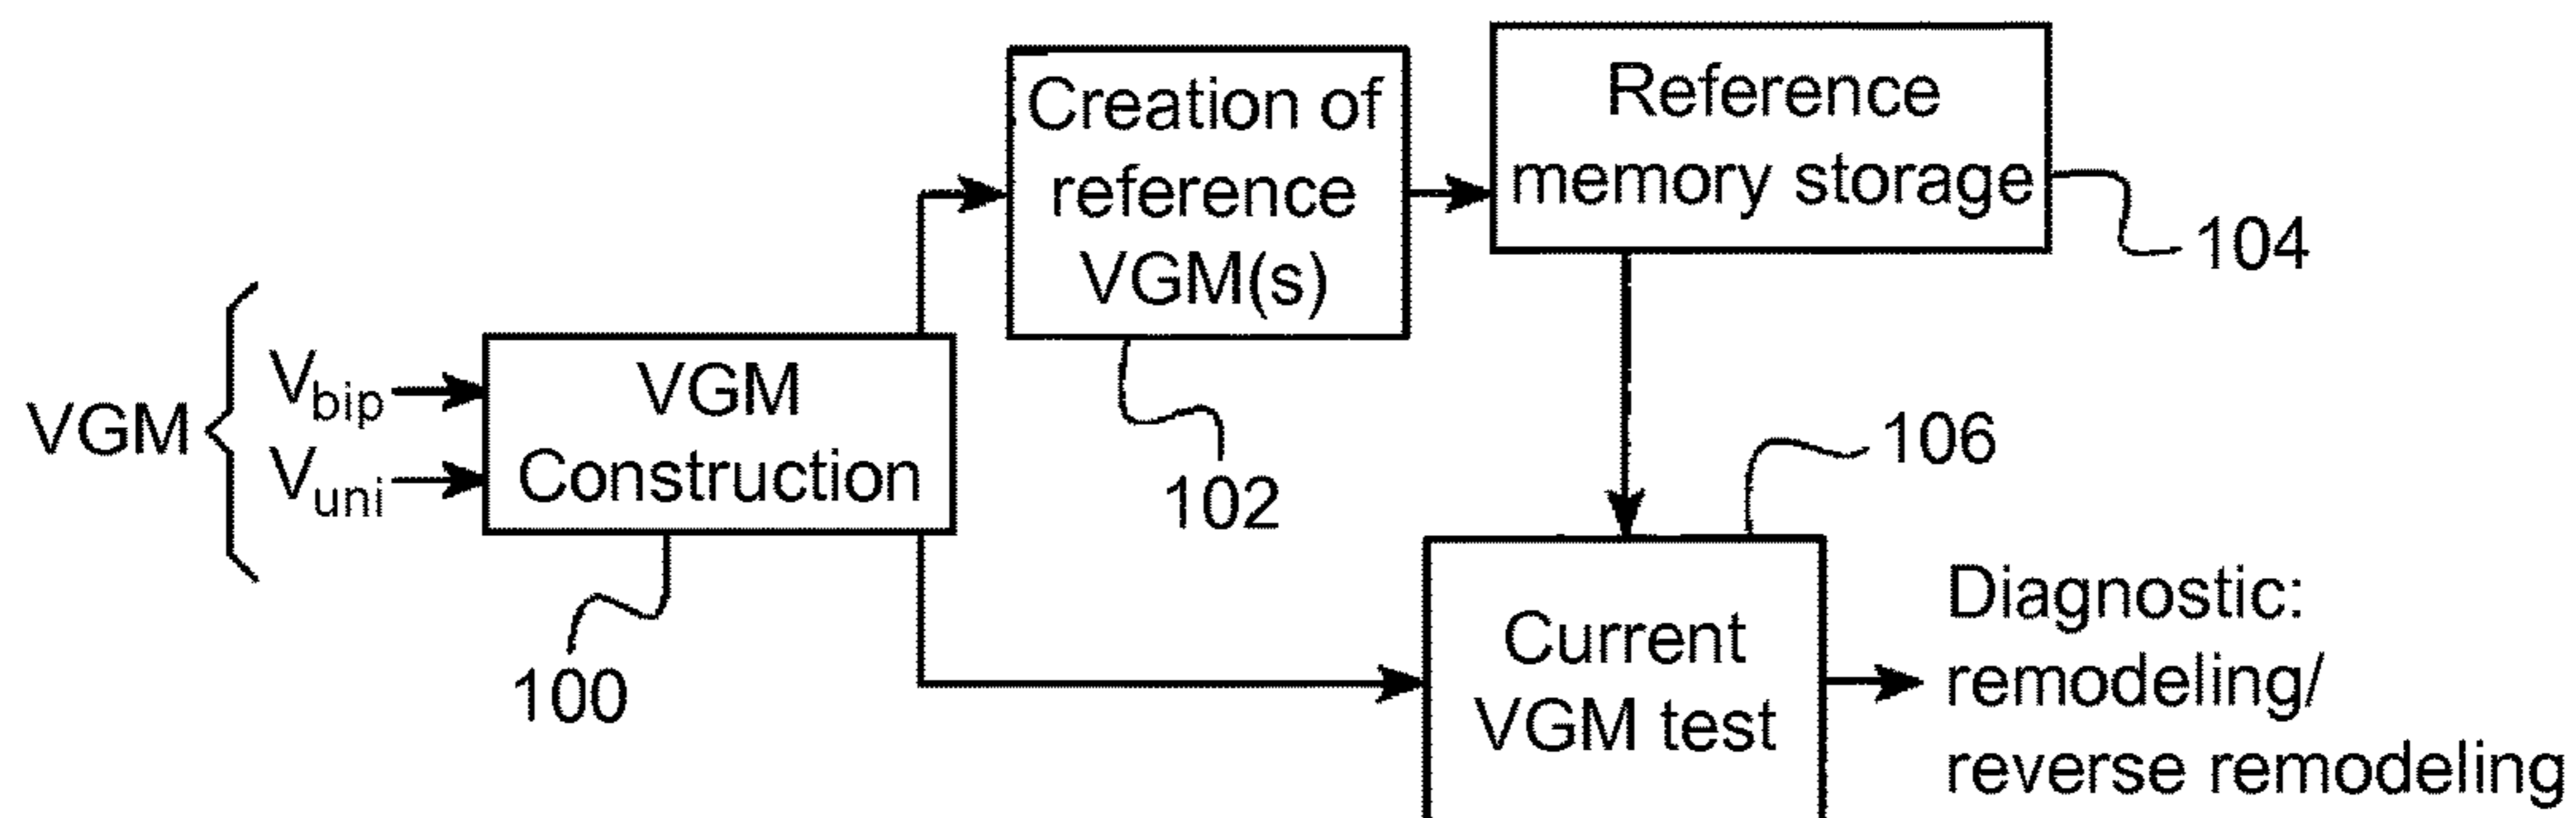 Creation of
reference
VGM(s)
Reference
memory storage
104
VGM
Vbip
Vuni
VGM
Construction
102
106
100
Current
VGM test
Diagnostic:
remodeling/
reverse remodeling